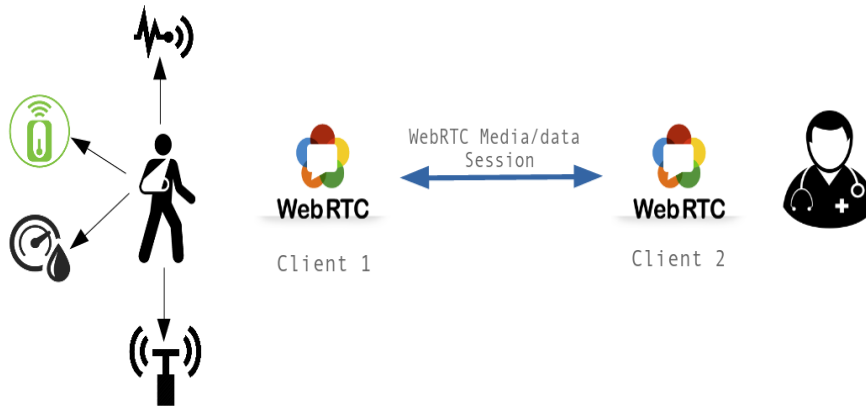 WebRTC Media/data
Session
WebRTC
WebRTC
Client 1
Client 2